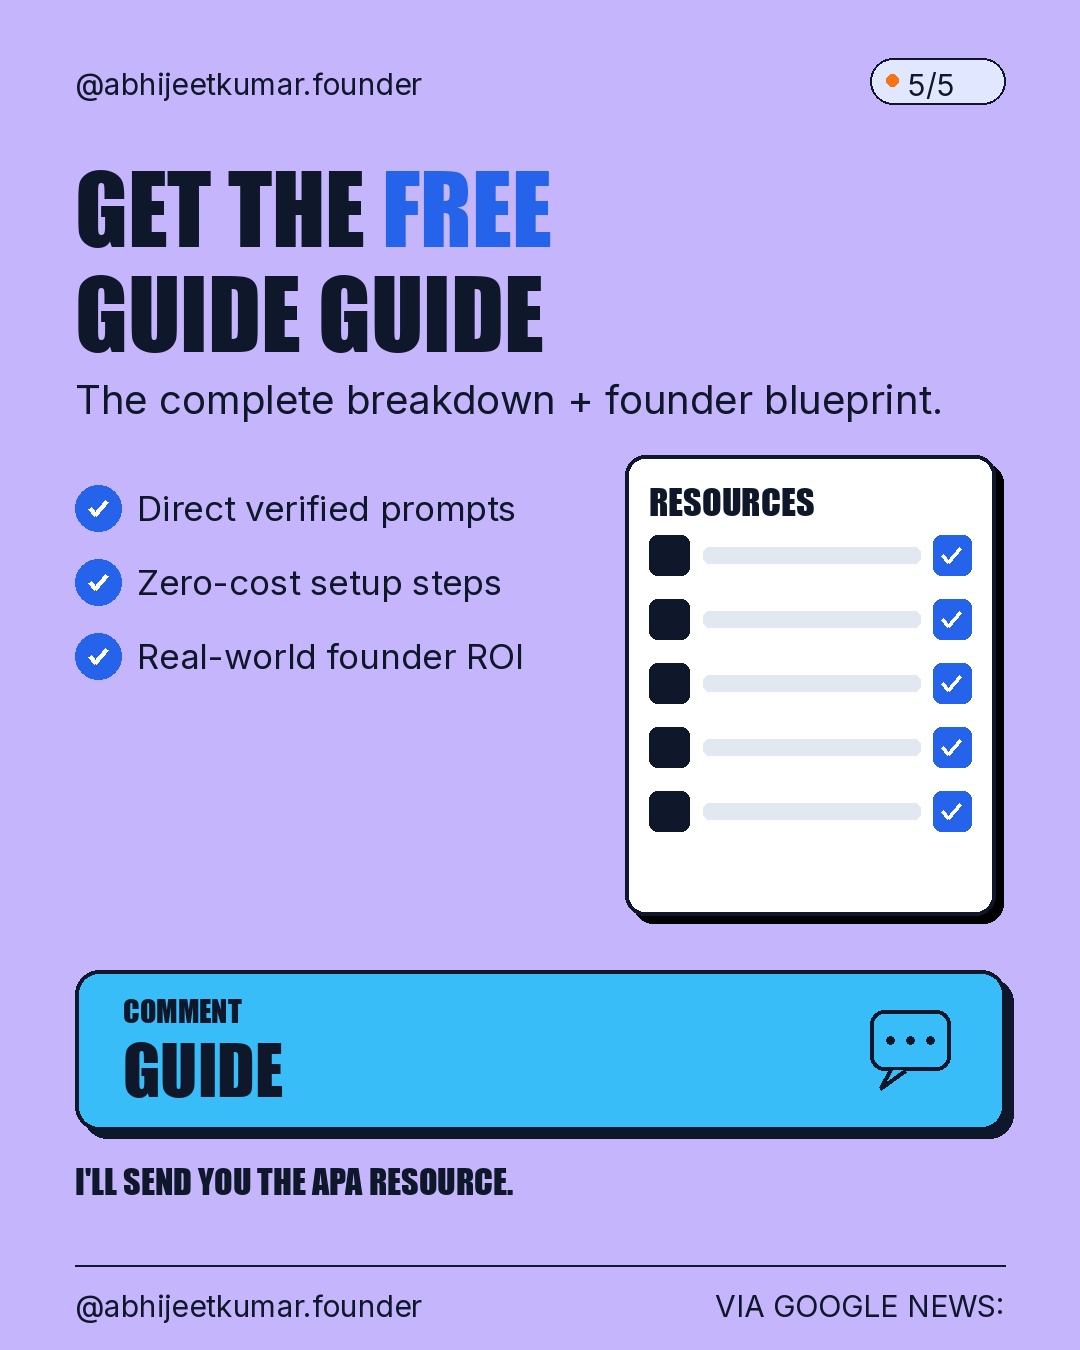 @abhijeetkumar.founder
5/5
GET THE FREE
GUIDE GUIDE
The complete breakdown + founder blueprint.
Direct verified prompts
Zero-cost setup steps
Real-world founder ROI
RESOURCES
COMMENT
GUIDE
I'LL SEND YOU THE APA RESOURCE.
@abhijeetkumar.founder
VIA GOOGLE NEWS: